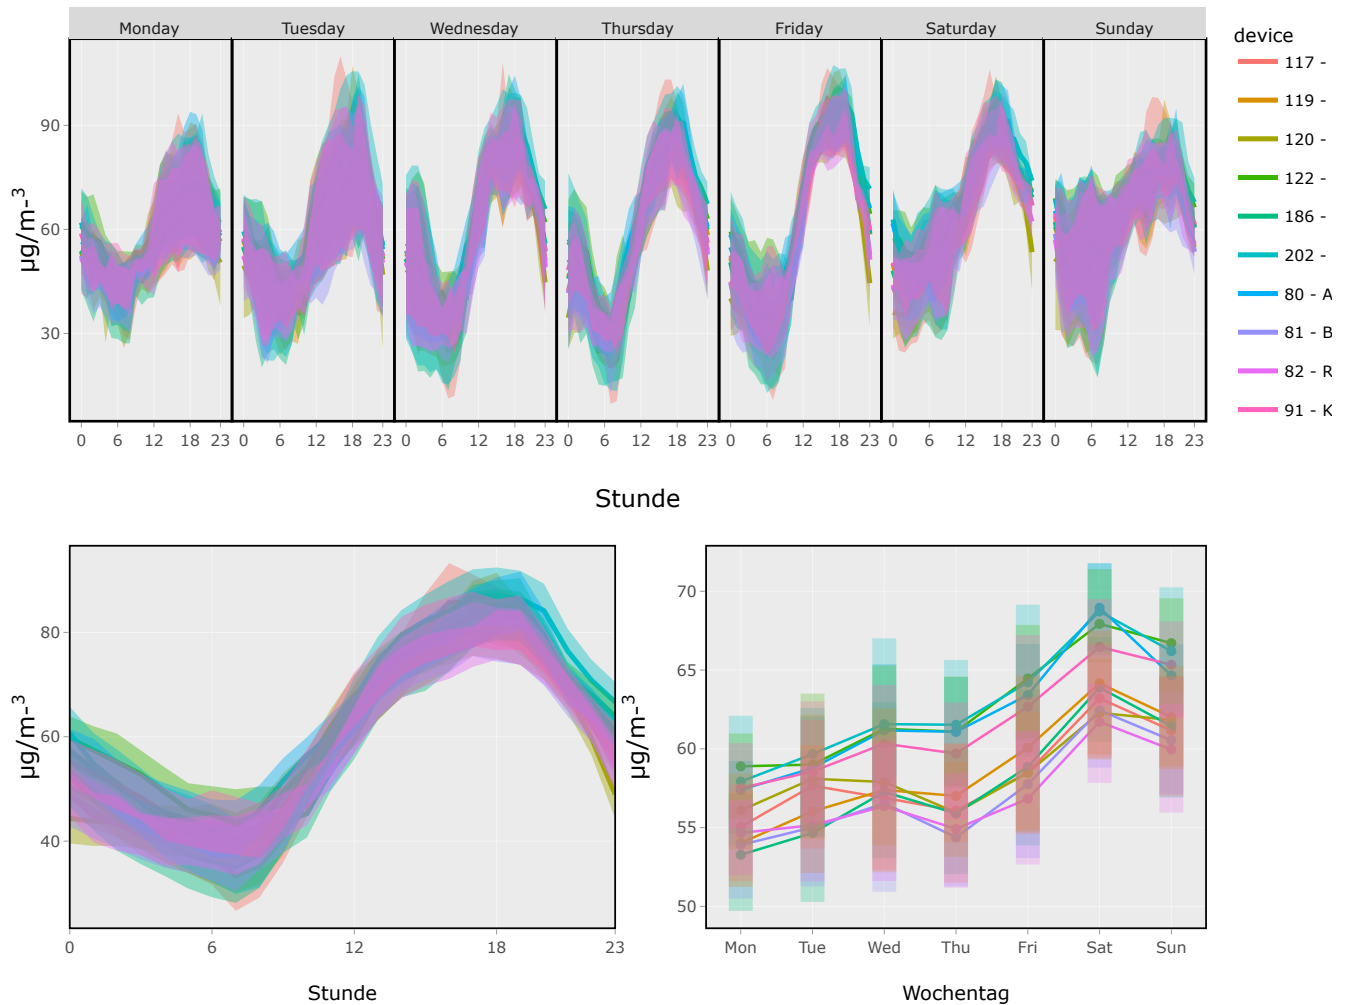 Monday Tuesday Wednesday Thursday Friday Saturday Sunday
device
117 -
119 -
120 -
122 -
186 -
202 -
80 - A
81 - B
82 - R
91 - K
µg/m-³
90
60
30
0 6 12 18 23 0 6 12 18 23 0 6 12 18 23 0 6 12 18 23 0 6 12 18 23 0 6 12 18 23 0 6 12 18 23
Stunde
µg/m-³
80
60
40
0 6 12 18 23
Stunde
µg/m-³
70
65
60
55
50
Mon Tue Wed Thu Fri Sat Sun
Wochentag